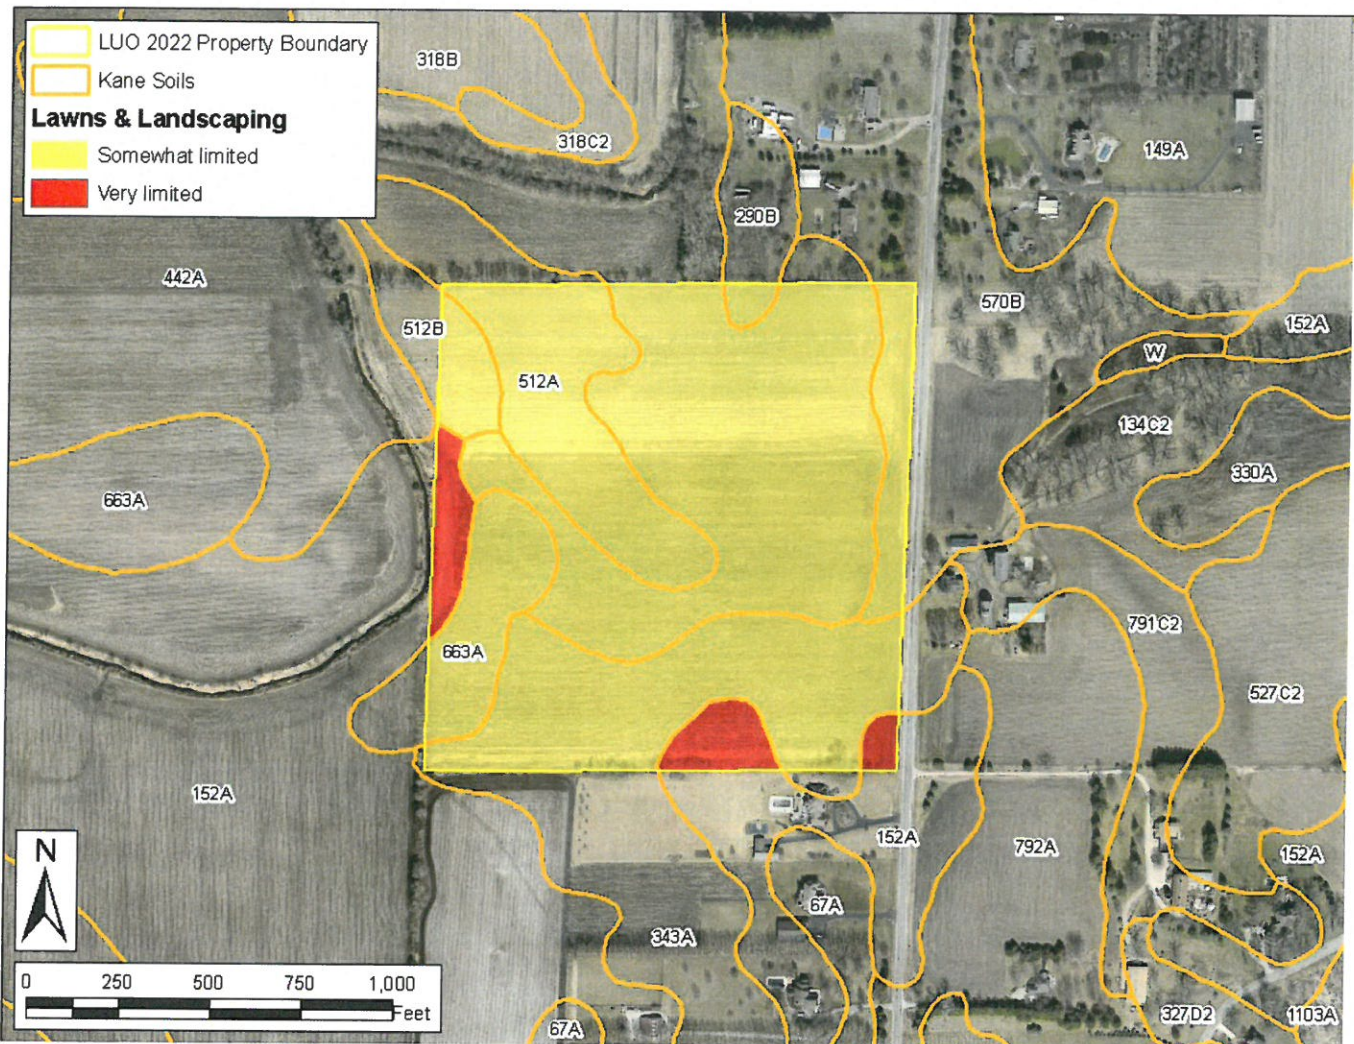 LUO 2022 Property Boundary
Kane Soils
Lawns & Landscaping
Somewhat limited
Very limited
318B
318C2
149A
290B
442A
570B
512B
152A
W
512A
134C2
330A
663A
791C2
663A
527C2
152A
152A
792A
152A
67A
343A
N
0 250 500 750 1,000
Feet
67A
327D2
1103A